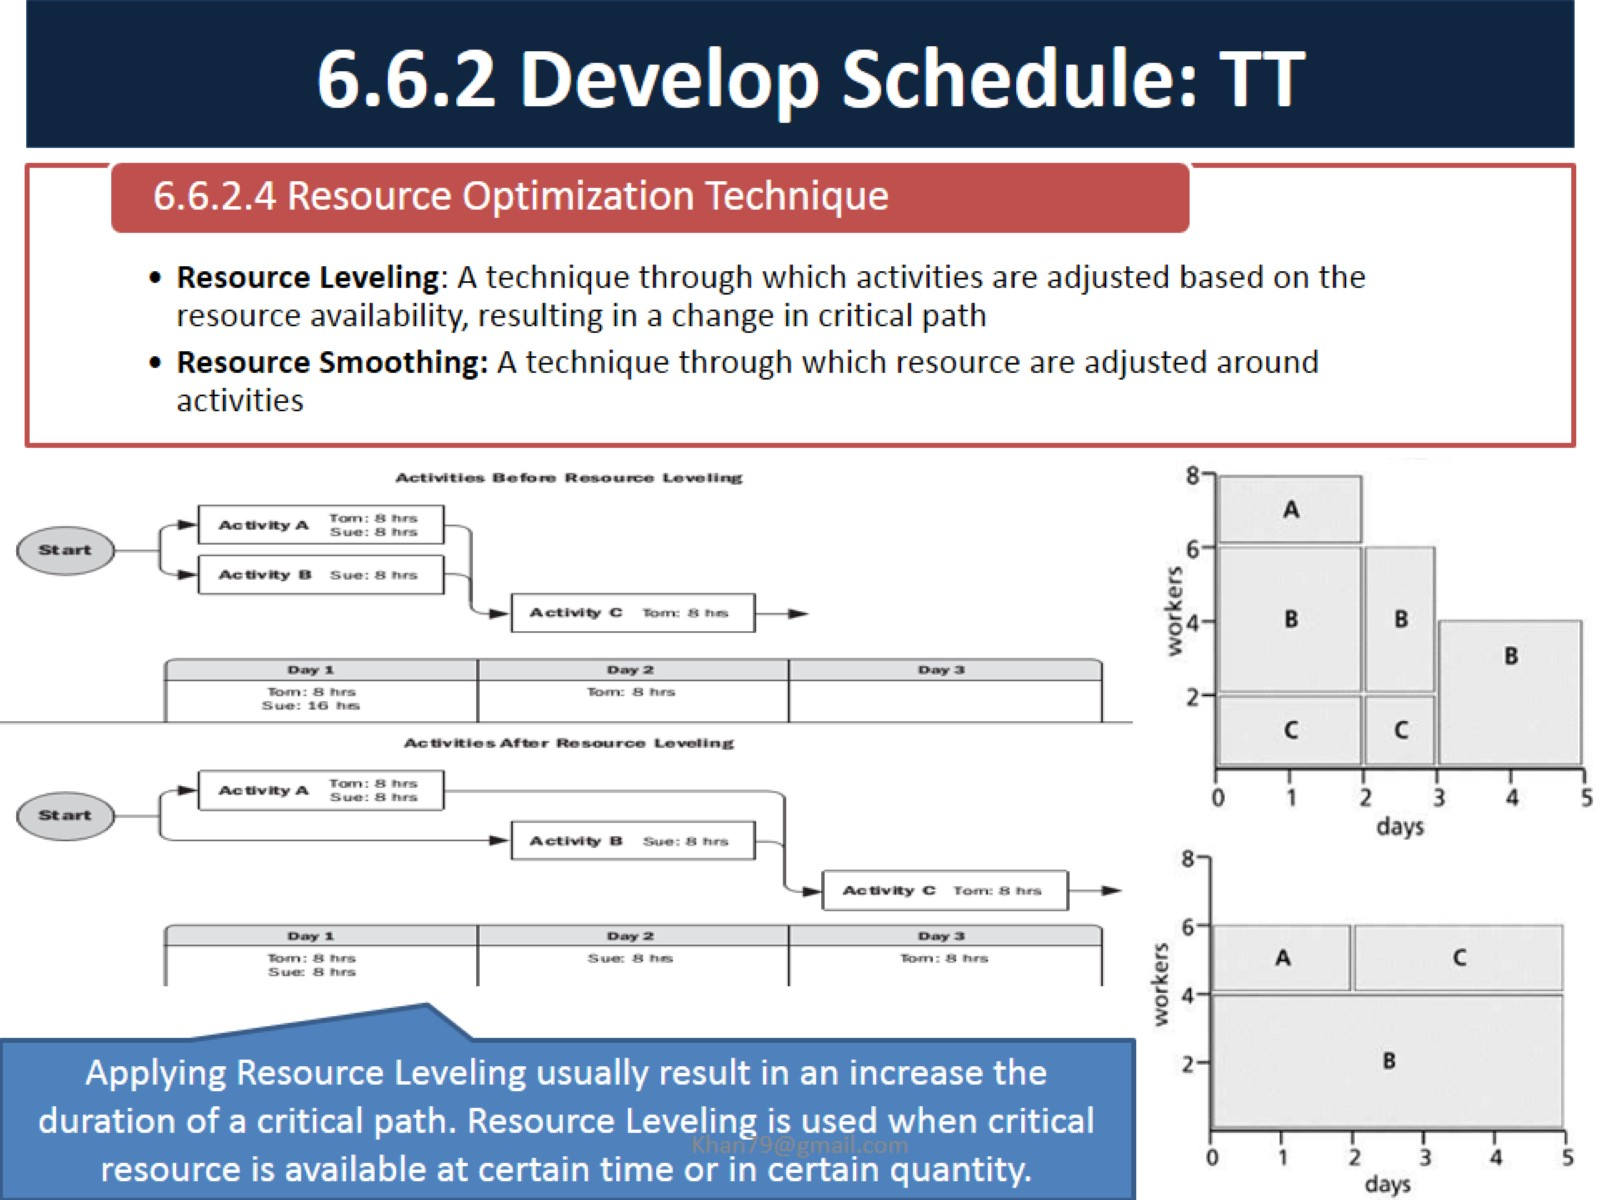 6.6.2 Develop Schedule: TT
6.6.2.4 Resource Optimization Technique
• Resource Leveling: A technique through which activities are adjusted based on the
resource availability, resulting in a change in critical path
• Resource Smoothing: A technique through which resource are adjusted around
activities
Activities Before Resource Leveling
Start
Activity A Tom: 8 hrs
Sue: 8 hrs
Activity B Sue: 8 hrs
Activity C Tom: 8 hrs
Day 1 Day 2 Day 3
Tom: 8 hrs Tom: 8 hrs
Sue: 16 hrs
Activities After Resource Leveling
Start
Activity A Tom: 8 hrs
Sue: 8 hrs
Activity B Sue: 8 hrs
Activity C Tom: 8 hrs
Day 1 Day 2 Day 3
Tom: 8 hrs Sue: 8 hrs Tom: 8 hrs
Sue: 8 hrs
Applying Resource Leveling usually result in an increase the
duration of a critical path. Resource Leveling is used when critical
resource is available at certain time or in certain quantity.
Khan79@gmail.com
8
A
6
workers
B B
4
B
2
C C
0 1 2 3 4 5
days
8
6
A C
workers
4
B
2
0 1 2 3 4 5
days